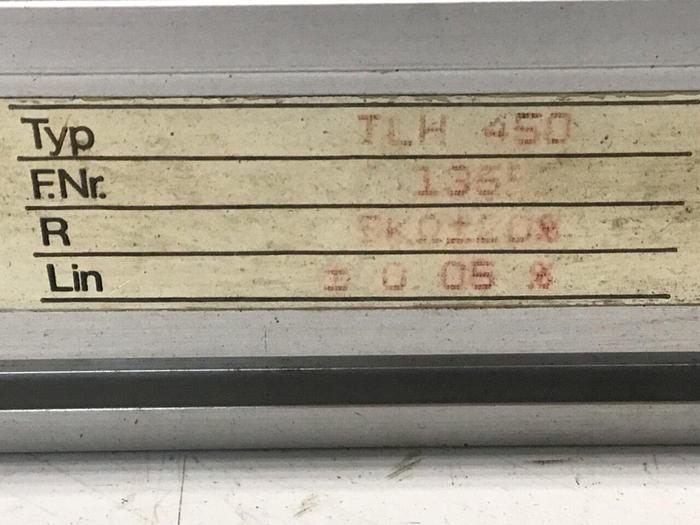 Typ TLH 450
F.Nr.
R
Lin ± 0.05 %